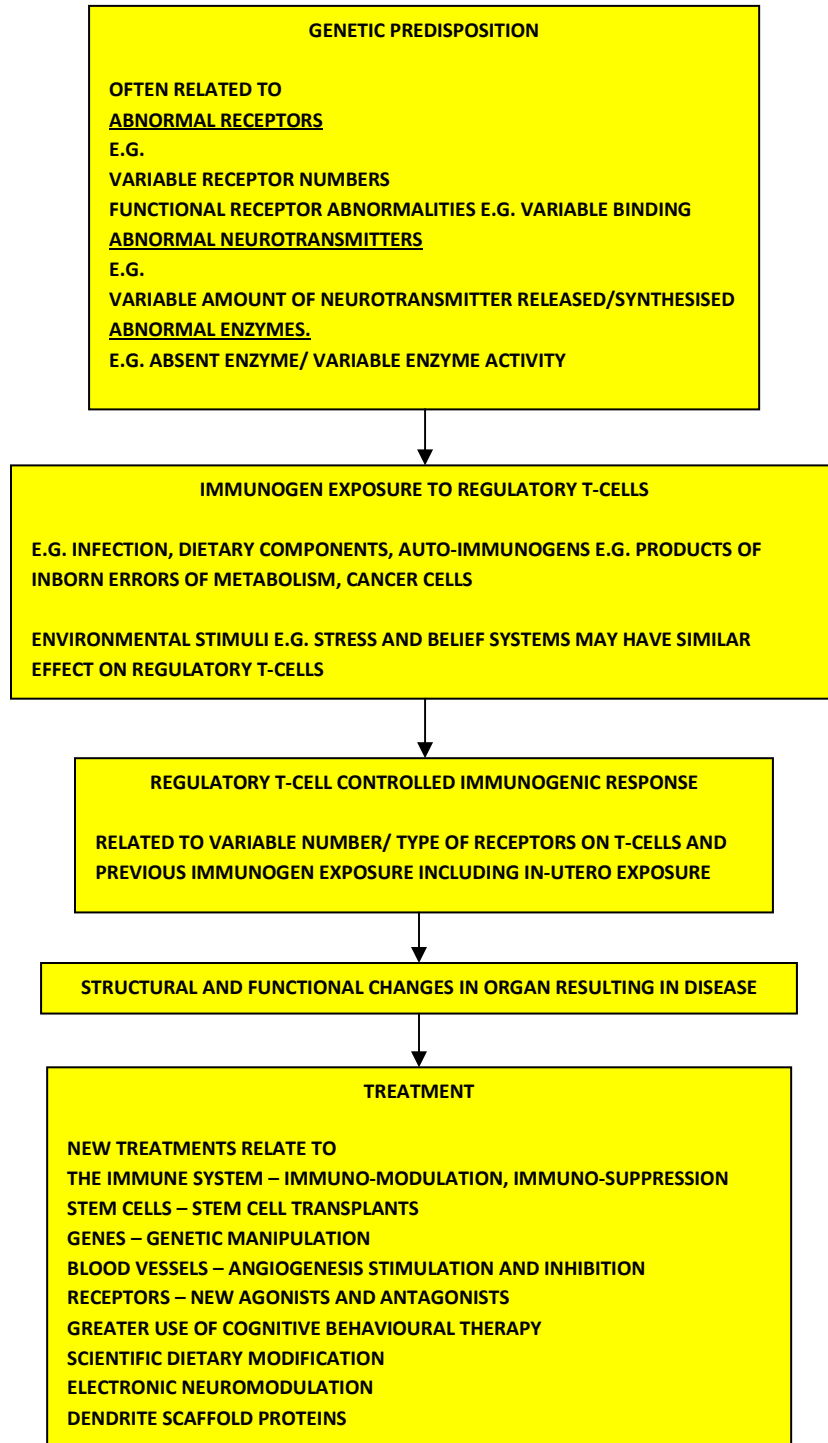 GENETIC PREDISPOSITION
OFTEN RELATED TO
ABNORMAL RECEPTORS
E.G.
VARIABLE RECEPTOR NUMBERS
FUNCTIONAL RECEPTOR ABNORMALITIES E.G. VARIABLE BINDING
ABNORMAL NEUROTRANSMITTERS
E.G.
VARIABLE AMOUNT OF NEUROTRANSMITTER RELEASED/SYNTHESISED
ABNORMAL ENZYMES.
E.G. ABSENT ENZYME/ VARIABLE ENZYME ACTIVITY
IMMUNOGEN EXPOSURE TO REGULATORY T-CELLS
E.G. INFECTION, DIETARY COMPONENTS, AUTO-IMMUNOGENS E.G. PRODUCTS OF
INBORN ERRORS OF METABOLISM, CANCER CELLS
ENVIRONMENTAL STIMULI E.G. STRESS AND BELIEF SYSTEMS MAY HAVE SIMILAR
EFFECT ON REGULATORY T-CELLS
REGULATORY T-CELL CONTROLLED IMMUNOGENIC RESPONSE
RELATED TO VARIABLE NUMBER/ TYPE OF RECEPTORS ON T-CELLS AND
PREVIOUS IMMUNOGEN EXPOSURE INCLUDING IN-UTERO EXPOSURE
STRUCTURAL AND FUNCTIONAL CHANGES IN ORGAN RESULTING IN DISEASE
TREATMENT
NEW TREATMENTS RELATE TO
THE IMMUNE SYSTEM – IMMUNO-MODULATION, IMMUNO-SUPPRESSION
STEM CELLS – STEM CELL TRANSPLANTS
GENES – GENETIC MANIPULATION
BLOOD VESSELS – ANGIOGENESIS STIMULATION AND INHIBITION
RECEPTORS – NEW AGONISTS AND ANTAGONISTS
GREATER USE OF COGNITIVE BEHAVIOURAL THERAPY
SCIENTIFIC DIETARY MODIFICATION
ELECTRONIC NEUROMODULATION
DENDRITE SCAFFOLD PROTEINS